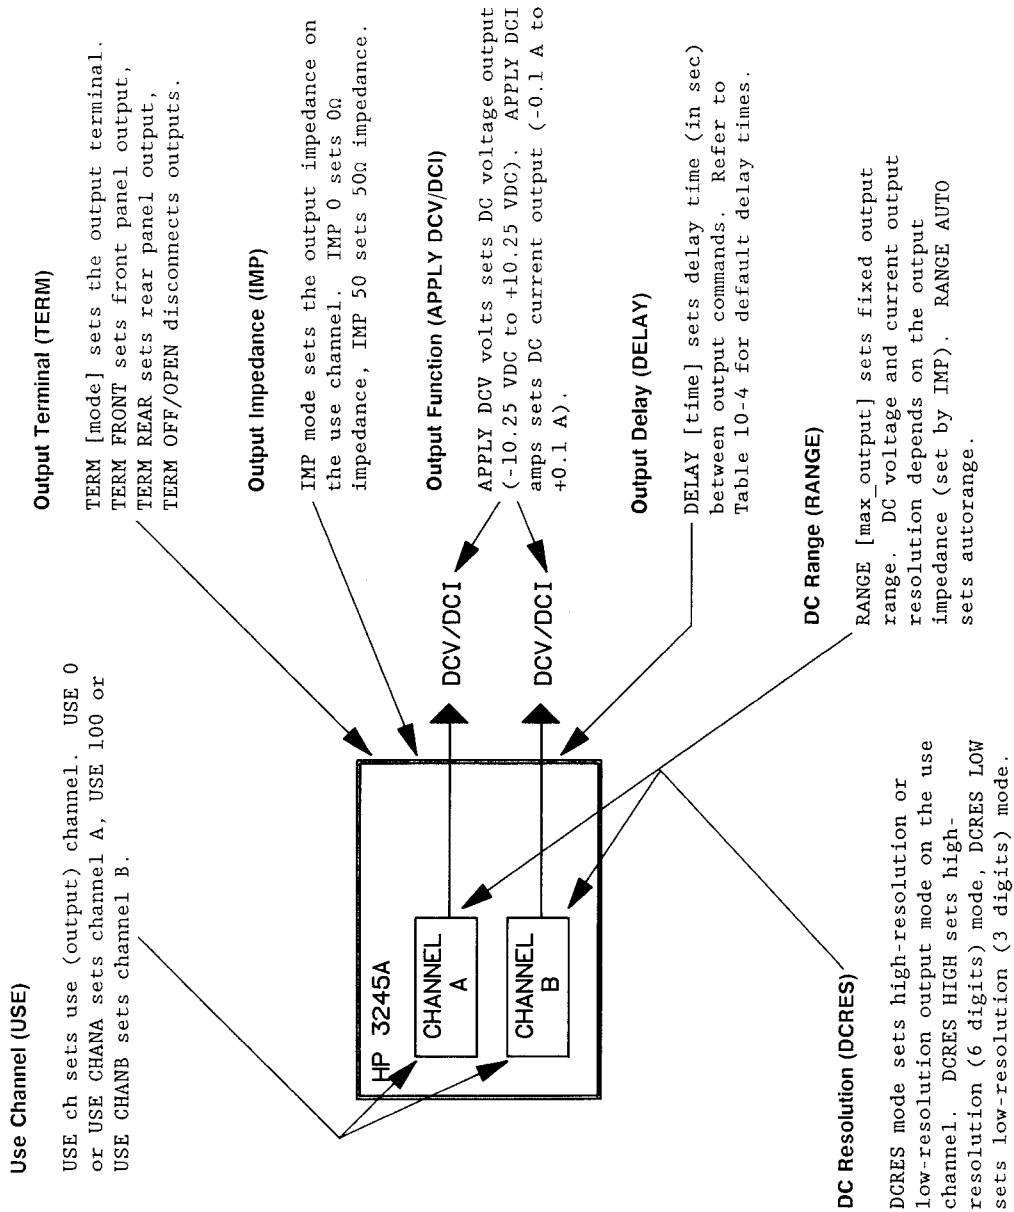 Use Channel (USE)
USE ch sets use (output) channel.  USE 0
or USE CHANA sets channel A, USE 100 or
USE CHANB sets channel B.
Output Terminal (TERM)
TERM [mode] sets the output terminal.
TERM FRONT sets front panel output,
TERM REAR sets rear panel output,
TERM OFF/OPEN disconnects outputs.
Output Impedance (IMP)
IMP mode sets the output impedance on
the use channel.  IMP 0 sets 0Ω
impedance, IMP 50 sets 50Ω impedance.
HP 3245A
CHANNEL
A
CHANNEL
B
DCV/DCI
DCV/DCI
Output Function (APPLY DCV/DCI)
APPLY DCV volts sets DC voltage output
(-10.25 VDC to +10.25 VDC).  APPLY DCI
amps sets DC current output (-0.1 A to
+0.1 A).
Output Delay (DELAY)
DELAY [time] sets delay time (in sec)
between output commands.  Refer to
Table 10-4 for default delay times.
DC Resolution (DCRES)
DCRES mode sets high-resolution or
low-resolution output mode on the use
channel.  DCRES HIGH sets high-
resolution (6 digits) mode, DCRES LOW
sets low-resolution (3 digits) mode.
DC Range (RANGE)
RANGE [max_output] sets fixed output
range.  DC voltage and current output
resolution depends on the output
impedance (set by IMP).  RANGE AUTO
sets autorange.